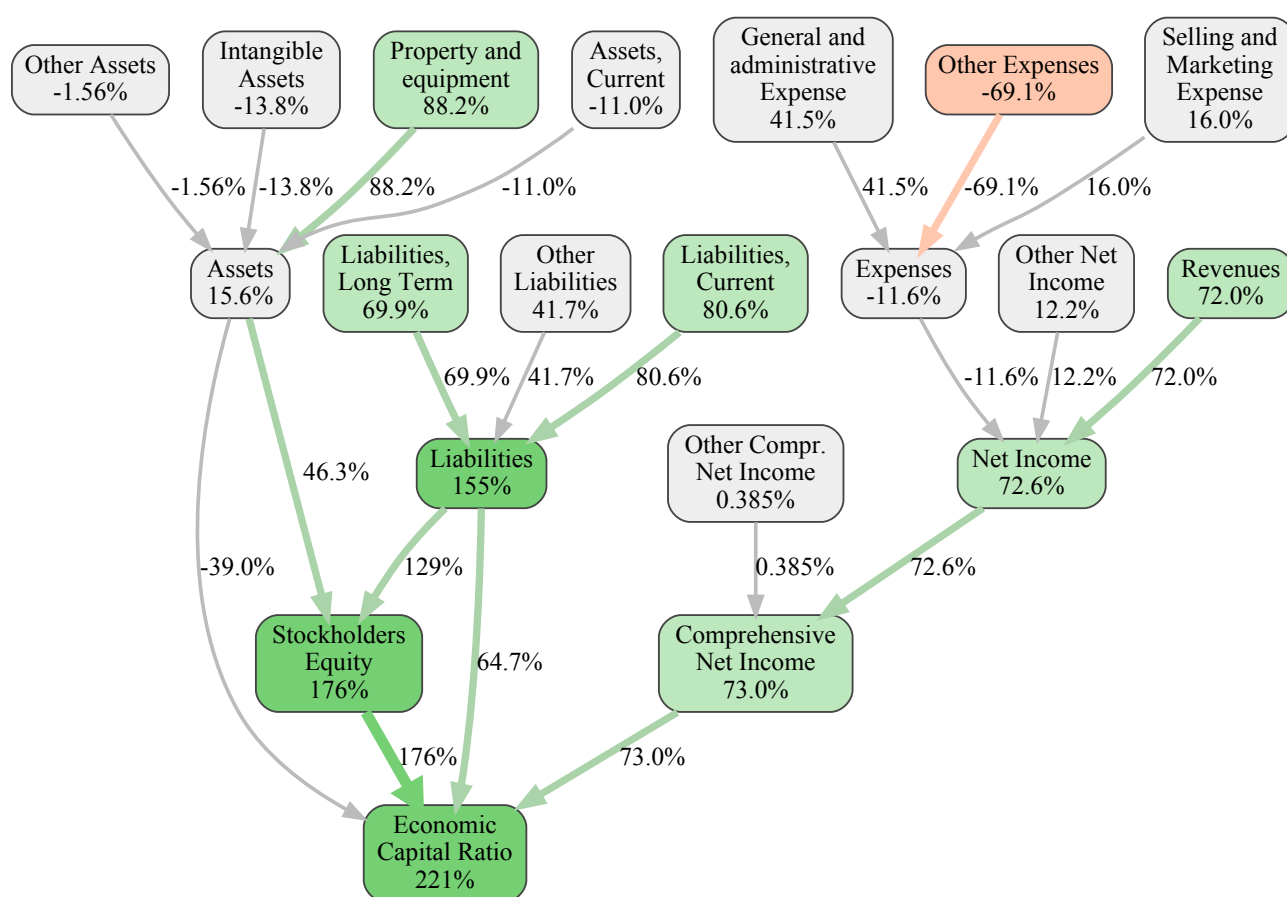 Other Assets
-1.56%
Intangible
Assets
-13.8%
Property and
equipment
88.2%
Assets,
Current
-11.0%
General and
administrative
Expense
41.5%
Other Expenses
-69.1%
Selling and
Marketing
Expense
16.0%
-1.56%
-13.8%
88.2%
-11.0%
41.5%
-69.1%
16.0%
Assets
15.6%
Liabilities,
Long Term
69.9%
Other
Liabilities
41.7%
Liabilities,
Current
80.6%
Expenses
-11.6%
Other Net
Income
12.2%
Revenues
72.0%
69.9%
41.7%
80.6%
-11.6%
12.2%
72.0%
46.3%
Liabilities
155%
Other Compr.
Net Income
0.385%
Net Income
72.6%
-39.0%
129%
0.385%
72.6%
Stockholders
Equity
176%
64.7%
Comprehensive
Net Income
73.0%
176%
73.0%
Economic
Capital Ratio
221%